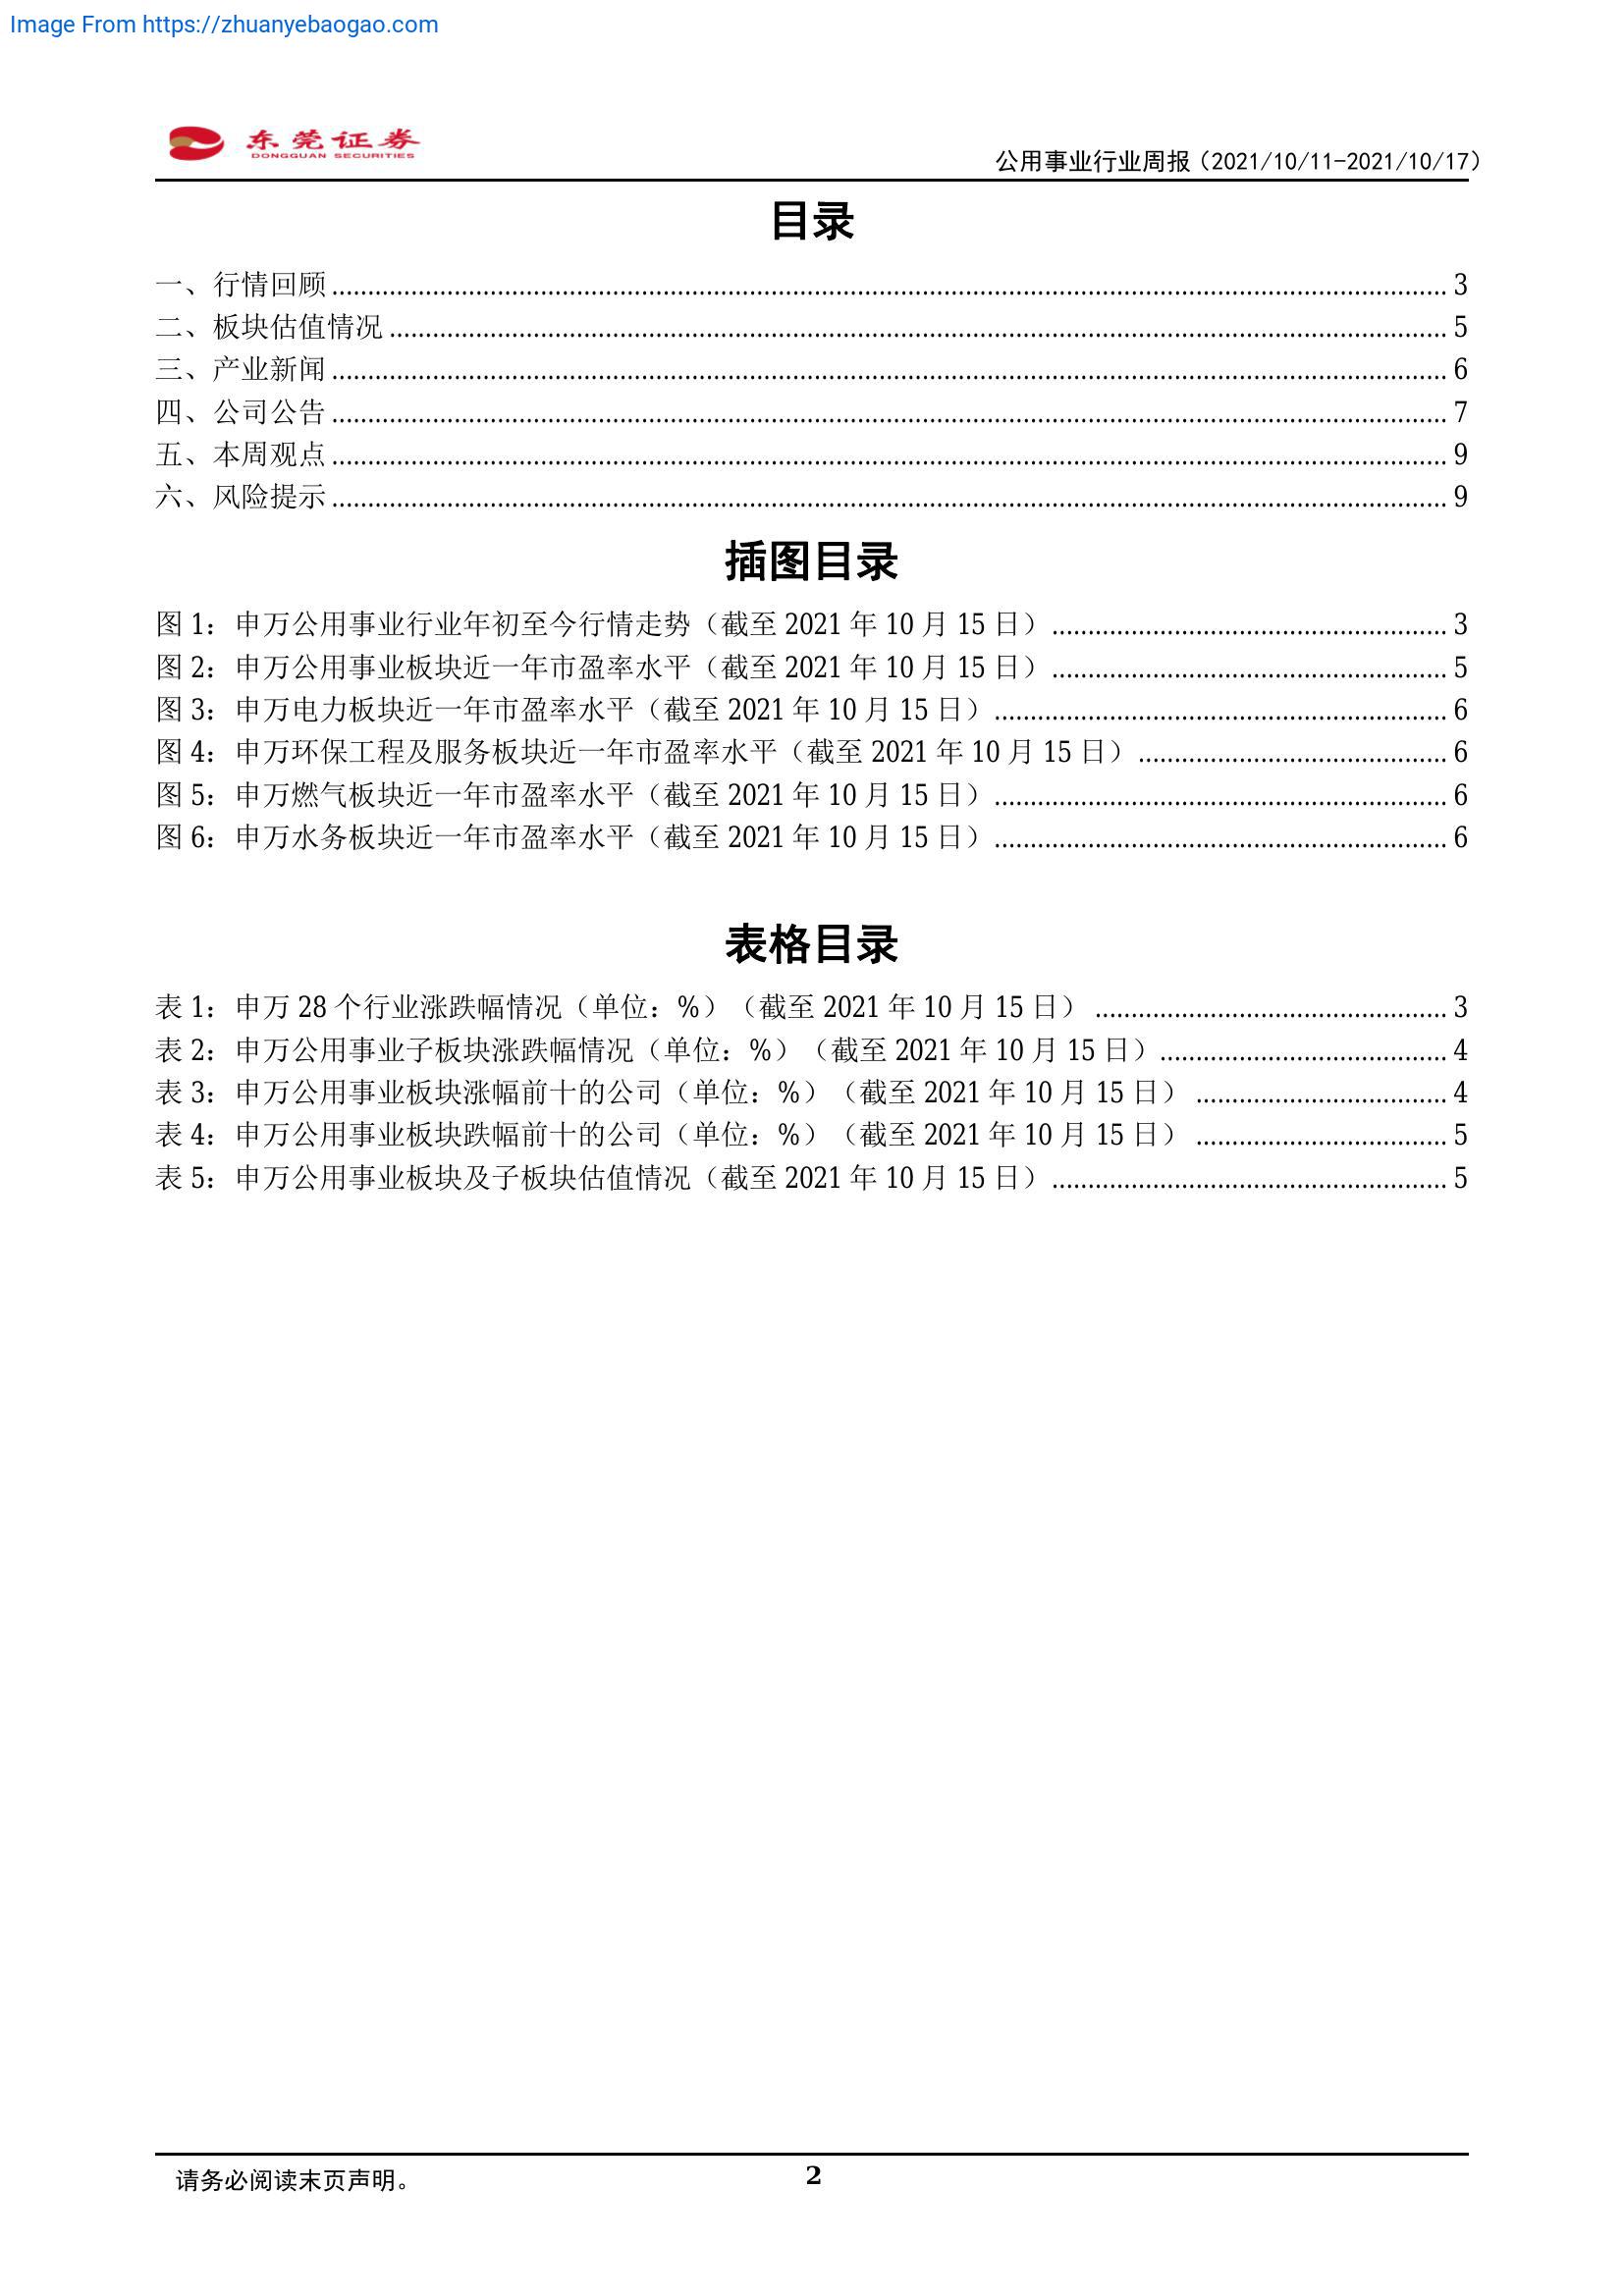 Image From https://zhuanyebaogao.com
东莞证券
DONGGUAN SECURITIES
公用事业行业周报（2021/10/11-2021/10/17）
目录
一、行情回顾 3
二、板块估值情况 5
三、产业新闻 6
四、公司公告 7
五、本周观点 9
六、风险提示 9
插图目录
图 1：申万公用事业行业年初至今行情走势（截至 2021 年 10 月 15 日） 3
图 2：申万公用事业板块近一年市盈率水平（截至 2021 年 10 月 15 日） 5
图 3：申万电力板块近一年市盈率水平（截至 2021 年 10 月 15 日） 6
图 4：申万环保工程及服务板块近一年市盈率水平（截至 2021 年 10 月 15 日） 6
图 5：申万燃气板块近一年市盈率水平（截至 2021 年 10 月 15 日） 6
图 6：申万水务板块近一年市盈率水平（截至 2021 年 10 月 15 日） 6
表格目录
表 1：申万 28 个行业涨跌幅情况（单位：%）（截至 2021 年 10 月 15 日） 3
表 2：申万公用事业子板块涨跌幅情况（单位：%）（截至 2021 年 10 月 15 日） 4
表 3：申万公用事业板块涨幅前十的公司（单位：%）（截至 2021 年 10 月 15 日） 4
表 4：申万公用事业板块跌幅前十的公司（单位：%）（截至 2021 年 10 月 15 日） 5
表 5：申万公用事业板块及子板块估值情况（截至 2021 年 10 月 15 日） 5
请务必阅读末页声明。
2